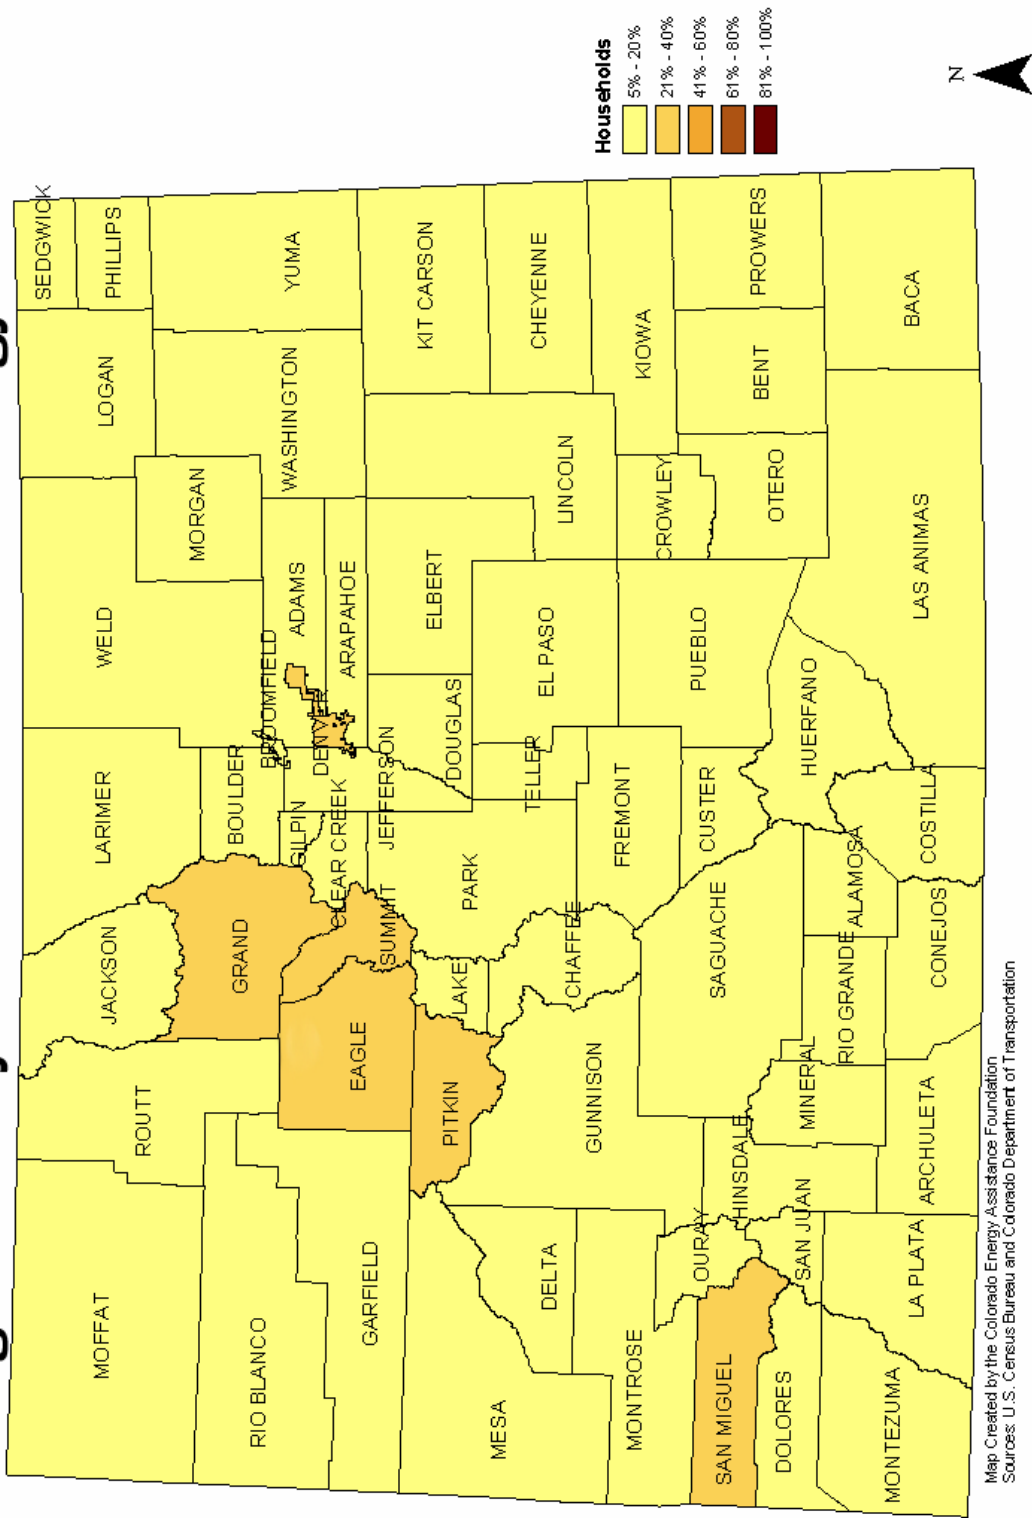 Households
5% - 20%
21% - 40%
41% - 60%
61% - 80%
81% - 100%
N
MOFFAT
ROUTT
JACKSON
LARIMER
WELD
LOGAN
SEDGWICK
PHILLIPS
MORGAN
RIO BLANCO
GRAND
BOULDER
BROOMFIELD
ADAMS
WASHINGTON
YUMA
GARFIELD
EAGLE
SUMMIT
GILPIN
CLEAR CREEK
DENVER
JEFFERSON
ARAPAHOE
PITKIN
LAKE
PARK
DOUGLAS
ELBERT
KIT CARSON
MESA
DELTA
GUNNISON
CHAFFEE
TELLER
EL PASO
LINCOLN
CHEYENNE
MONTROSE
OURAY
HINSDALE
SAGUACHE
FREMONT
CUSTER
PUEBLO
CROWLEY
KIOWA
SAN MIGUEL
DOLORES
SAN JUAN
MINERAL
RIO GRANDE
ALAMOSA
HUERFANO
OTERO
BENT
PROWERS
MONTEZUMA
LA PLATA
ARCHULETA
CONEJOS
COSTILLA
LAS ANIMAS
BACA
Map Created by the Colorado Energy Assistance Foundation
Sources: U.S. Census Bureau and Colorado Department of Transportation